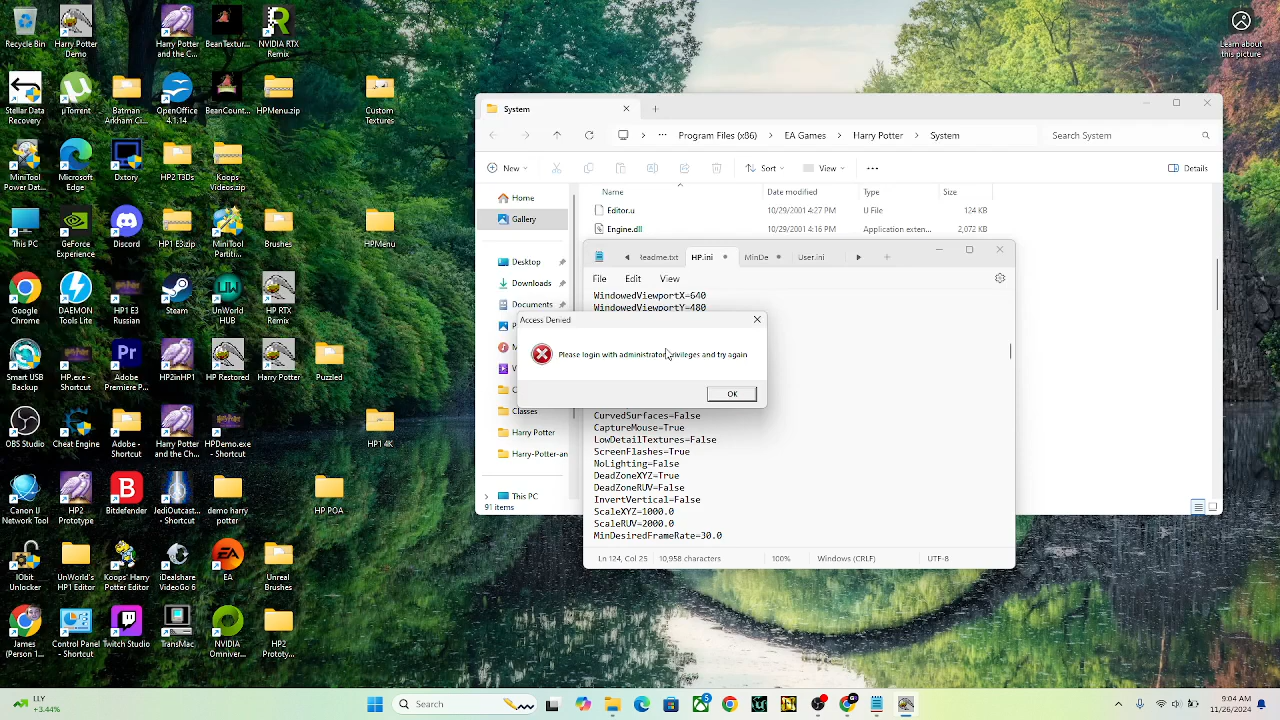 Recycle Bin
Harry Potter Demo
Harry Potter and the C...
BeanTextur...
NVIDIA RTX Remix
Stellar Data Recovery
µTorrent
Batman Arkham Ci...
OpenOffice 4.1.14
BeanCount...
HPMenu.zip
Custom Textures
MiniTool Power Dat...
Microsoft Edge
Dxtory
HP2 T3Ds
Koops Videos.zip
This PC
GeForce Experience
Discord
HP1 E3.zip
MiniTool Partiti...
Brushes
HPMenu
Google Chrome
DAEMON Tools Lite
HP1 E3 Russian
Steam
UnWorld HUB
HP RTX Remix
Smart USB Backup
HP.exe - Shortcut
Adobe Premiere P...
HP2inHP1
HP Restored
Harry Potter
Puzzled
OBS Studio
Cheat Engine
Adobe - Shortcut
Harry Potter and the Ch...
HPDemo.exe - Shortcut
HP1 4K
Canon IJ Network Tool
HP2 Prototype
Bitdefender
JediOutcast... - Shortcut
demo harry potter
HP POA
IObit Unlocker
UnWorld's HP1 Editor
Koops' Harry Potter Editor
iDealshare VideoGo 6
EA
Unreal Brushes
James (Person 1...
Control Panel - Shortcut
Twitch Studio
TransMac
NVIDIA Omniver...
HP2 Prototy...
Learn about this picture
System
Program Files (x86) > EA Games > Harry Potter > System
Search System
New
Sort
View
Details
Name Date modified Type Size
Editor.u 10/29/2001 4:27 PM U File 124 KB
Engine.dll 10/29/2001 4:16 PM Application exten... 2,072 KB
Home
Gallery
Desktop
Downloads
Documents
Classes
Harry Potter
Harry-Potter-an
This PC
91 items
Readme.txt HP.ini MinDe User.ini
File Edit View
WindowedViewportX=640
WindowedViewportY=480
Access Denied
Please login with administrator privileges and try again
OK
CurvedSurfaces=False
CaptureMouse=True
LowDetailTextures=False
ScreenFlashes=True
NoLighting=False
DeadZoneXYZ=True
DeadZoneRUV=False
InvertVertical=False
ScaleXYZ=1000.0
ScaleRUV=2000.0
MinDesiredFrameRate=30.0
Ln 124, Col 25 10,958 characters 100% Windows (CRLF) UTF-8
LLY
+3.44%
Search
5
9:04 AM
11/26/2024